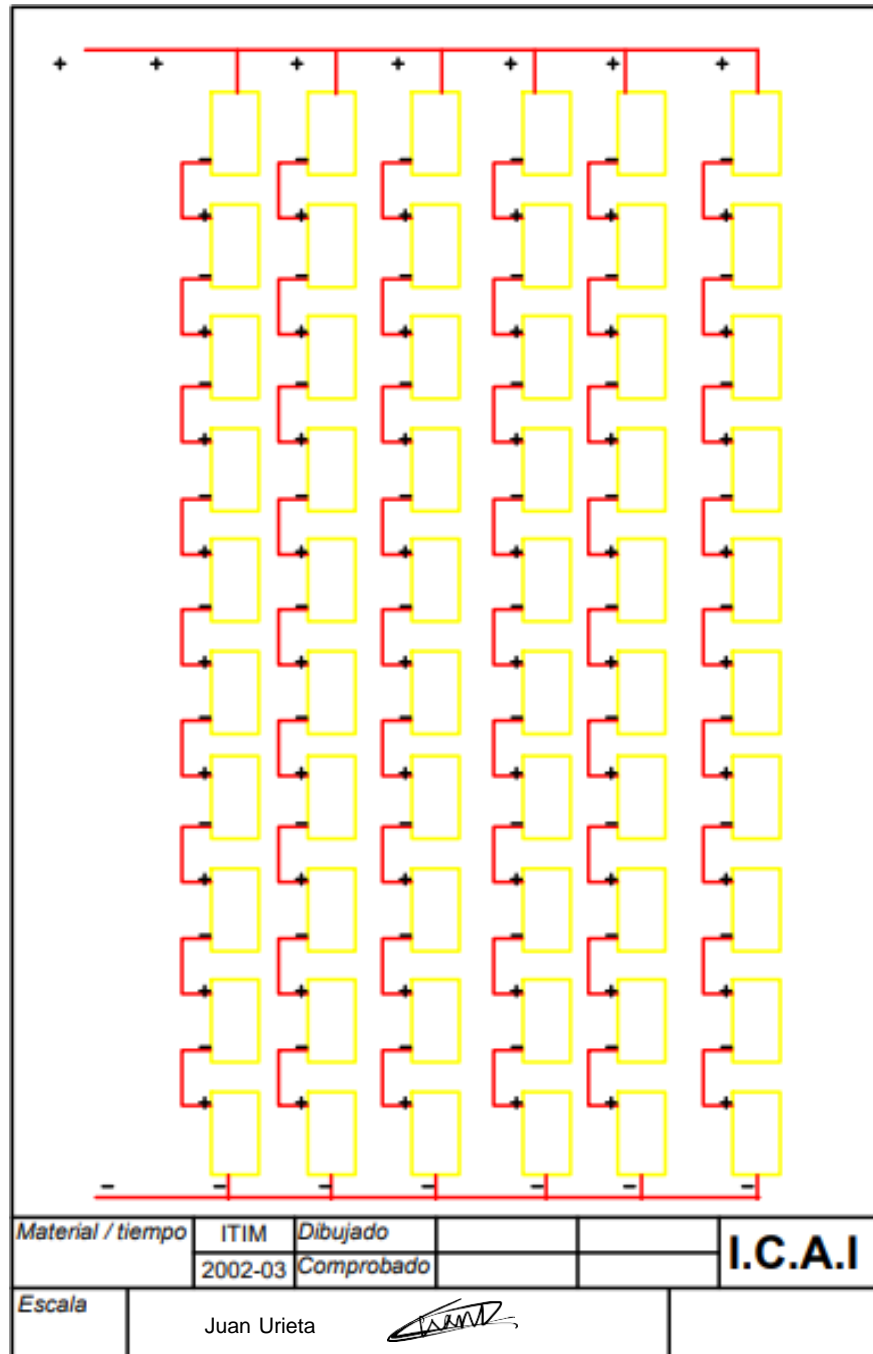 + + + + + + +
- +
- +
- +
- +
- +
- +
- +
- +
- +
- - - - - - -
Material / tiempo ITIM Dibujado I.C.A.I
2002-03 Comprobado
Escala Juan Urieta